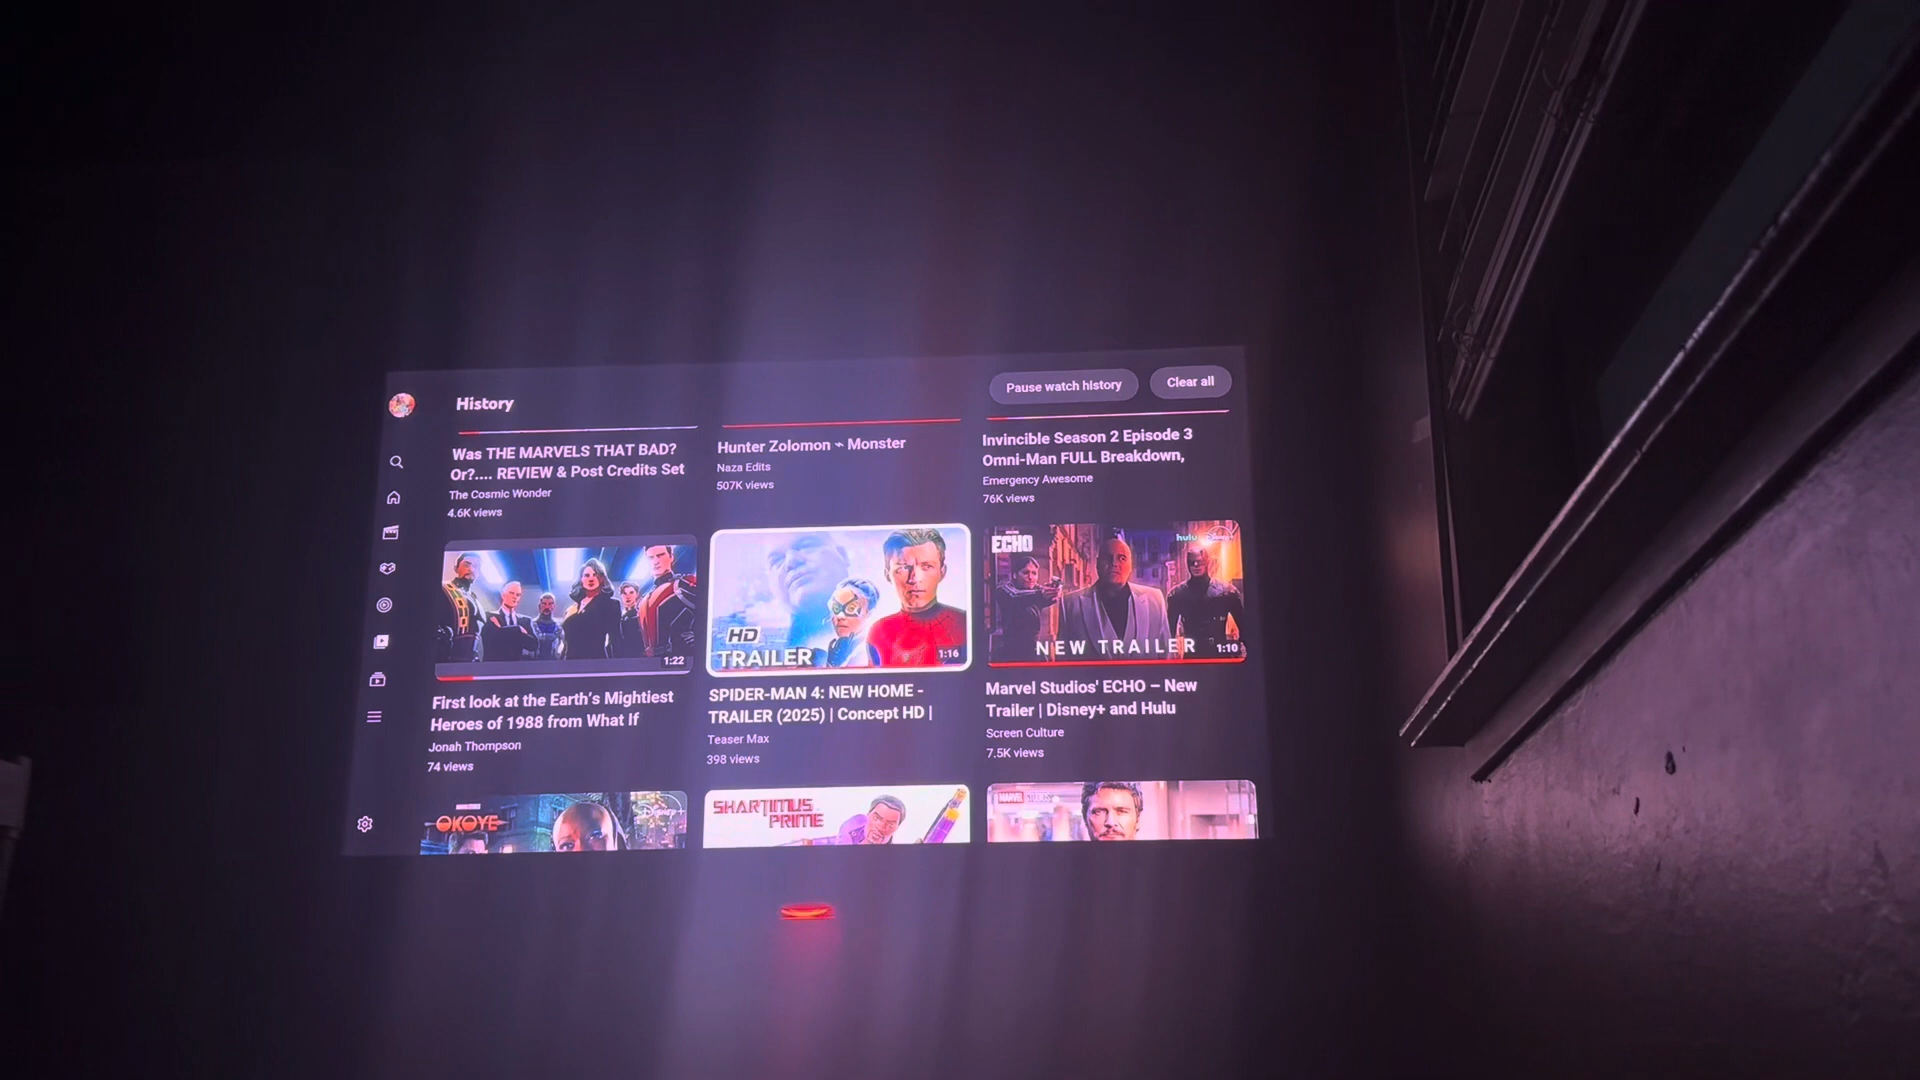 History
Pause watch history
Clear all
Was THE MARVELS THAT BAD?
Or?.... REVIEW & Post Credits Set
The Cosmic Wonder
4.6K views
Hunter Zolomon ⌁ Monster
Naza Edits
507K views
Invincible Season 2 Episode 3
Omni-Man FULL Breakdown,
Emergency Awesome
76K views
1:22
First look at the Earth's Mightiest
Heroes of 1988 from What If
Jonah Thompson
74 views
HD
TRAILER
1:16
SPIDER-MAN 4: NEW HOME -
TRAILER (2025) | Concept HD |
Teaser Max
398 views
ECHO
hulu Disney+
NEW TRAILER
1:10
Marvel Studios' ECHO – New
Trailer | Disney+ and Hulu
Screen Culture
7.5K views
OKOYE
Disney+
SHARTIMUS
PRIME
MARVEL STUDIOS